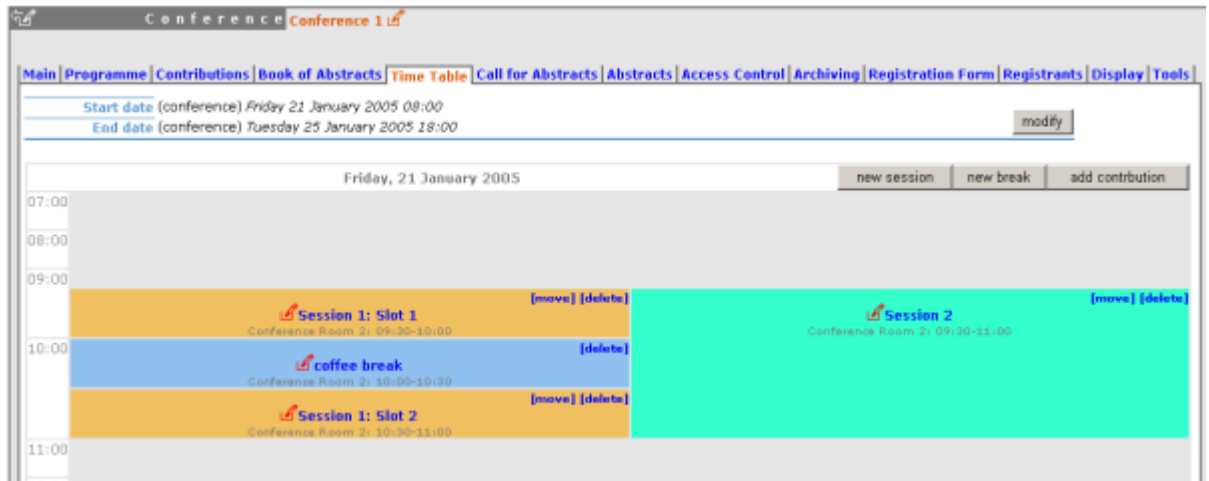 Conference Conference 1
Main Programme Contributions Book of Abstracts Time Table Call for Abstracts Abstracts Access Control Archiving Registration Form Registrants Display Tools
Start date (conference) Friday 21 January 2005 08:00
End date (conference) Tuesday 25 January 2005 18:00
modify
Friday, 21 January 2005 new session new break add contrbution
07:00
08:00
09:00
[move] [delete] [move] [delete]
Session 1: Slot 1 Session 2
Conference Room 2: 09:30-10:00 Conference Room 2: 09:30-11:00
10:00 [delete]
coffee break
Conference Room 2: 10:00-10:30
[move] [delete]
Session 1: Slot 2
Conference Room 2: 10:30-11:00
11:00